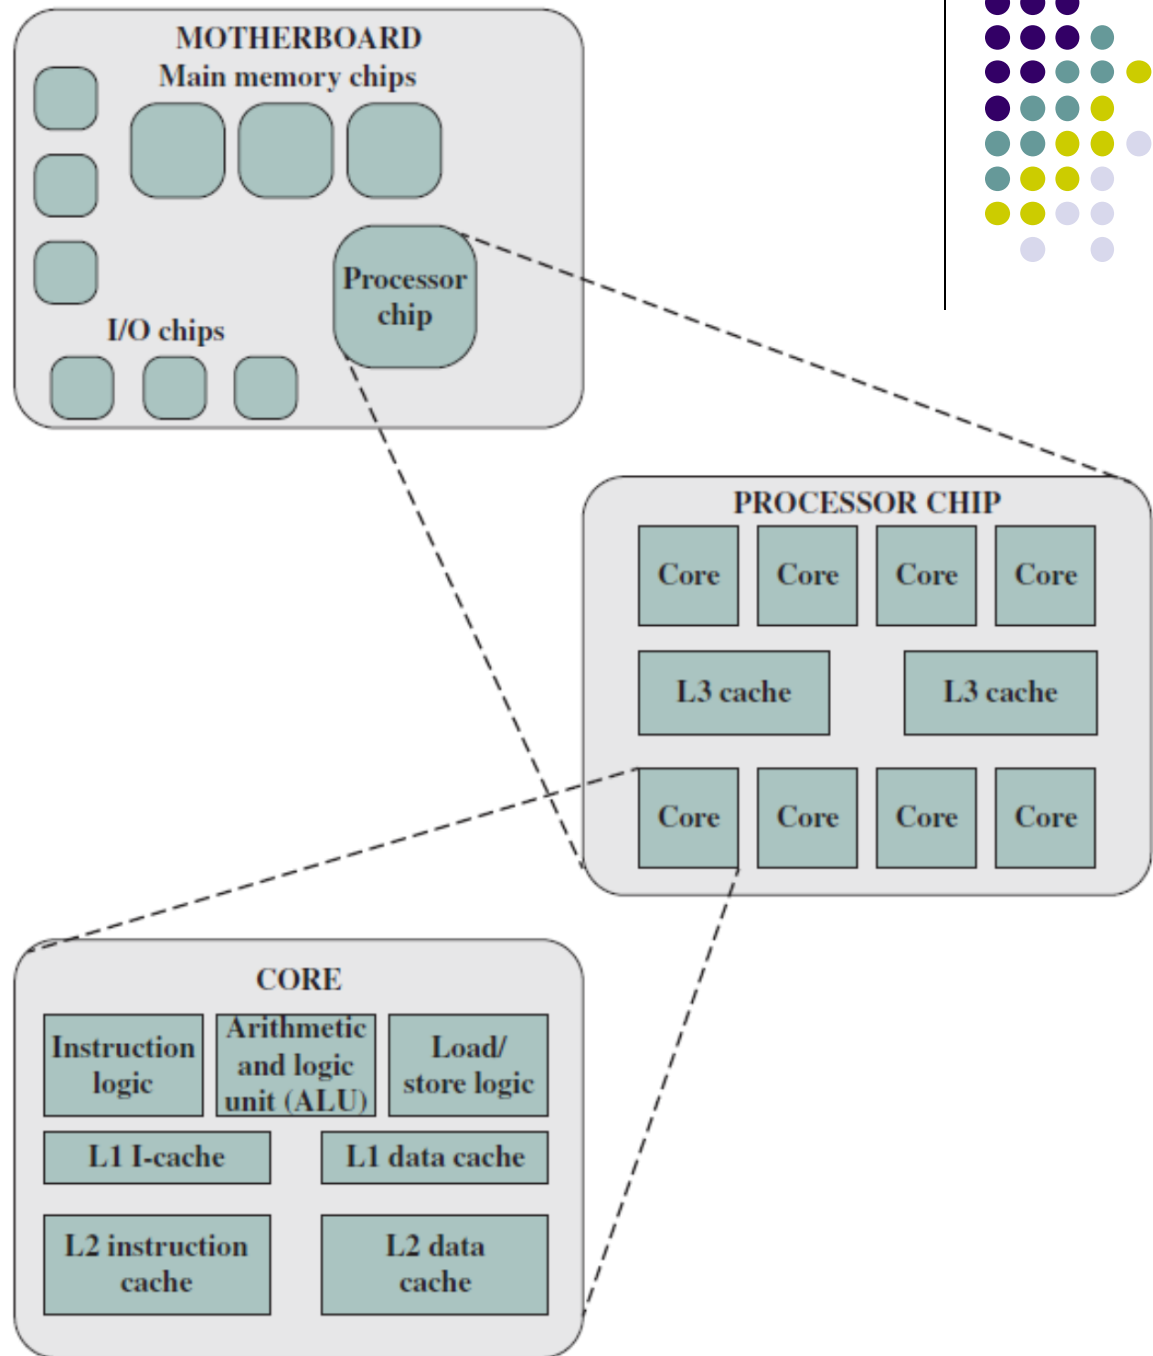 MOTHERBOARD
Main memory chips
Processor
chip
I/O chips
PROCESSOR CHIP
Core Core Core Core
L3 cache L3 cache
Core Core Core Core
CORE
Instruction
logic
Arithmetic
and logic
unit (ALU)
Load/
store logic
L1 I-cache L1 data cache
L2 instruction
cache
L2 data
cache